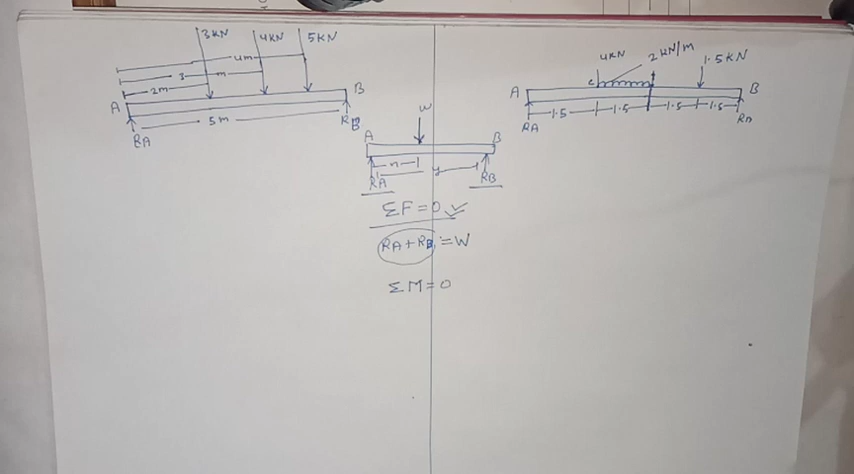 3KN 4KN 5KN
4m
3 m
2m
A B
5m
RA RB
W
A B
x y
RA RB
ΣF=0
RA+RB=W
ΣM=0
4KN 2KN/m 1.5KN
A c B
1.5 1.5 1.5 1.5
RA RB